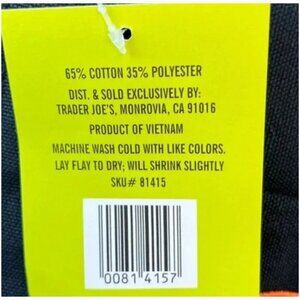 65% COTTON 35% POLYESTER
DIST. & SOLD EXCLUSIVELY BY:
TRADER JOE'S, MONROVIA, CA 91016
PRODUCT OF VIETNAM
MACHINE WASH COLD WITH LIKE COLORS.
LAY FLAY TO DRY; WILL SHRINK SLIGHTLY
SKU# 81415
0081 4157